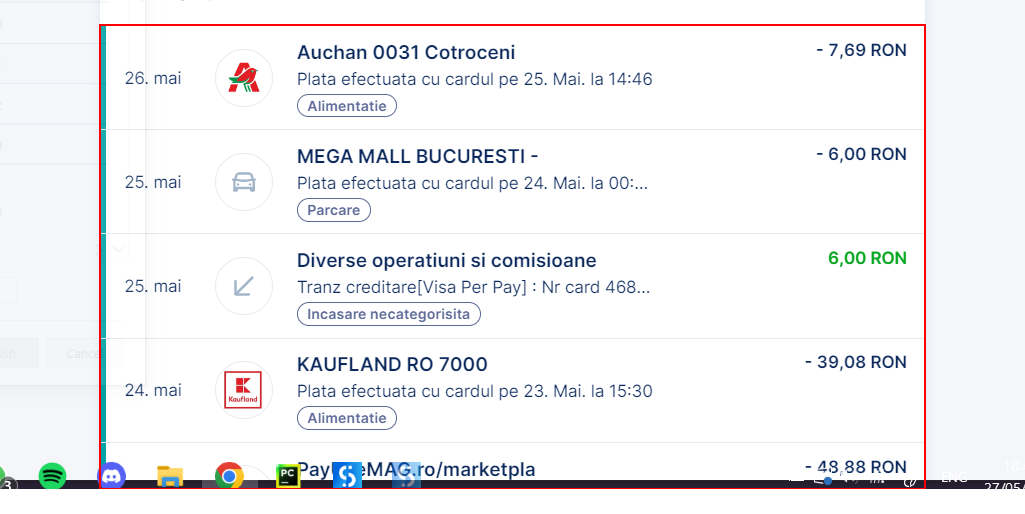 Auchan 0031 Cotroceni
- 7,69 RON
26. mai
Plata efectuata cu cardul pe 25. Mai. la 14:46
Alimentatie
MEGA MALL BUCURESTI -
- 6,00 RON
25. mai
Plata efectuata cu cardul pe 24. Mai. la 00:...
Parcare
Diverse operatiuni si comisioane
6,00 RON
25. mai
Tranz creditare[Visa Per Pay] : Nr card 468...
Incasare necategorisita
KAUFLAND RO 7000
- 39,08 RON
24. mai
Kaufland
Plata efectuata cu cardul pe 23. Mai. la 15:30
Alimentatie
eMAG.ro/marketpla
- 48,88 RON
3
PC
ENG
27/05/